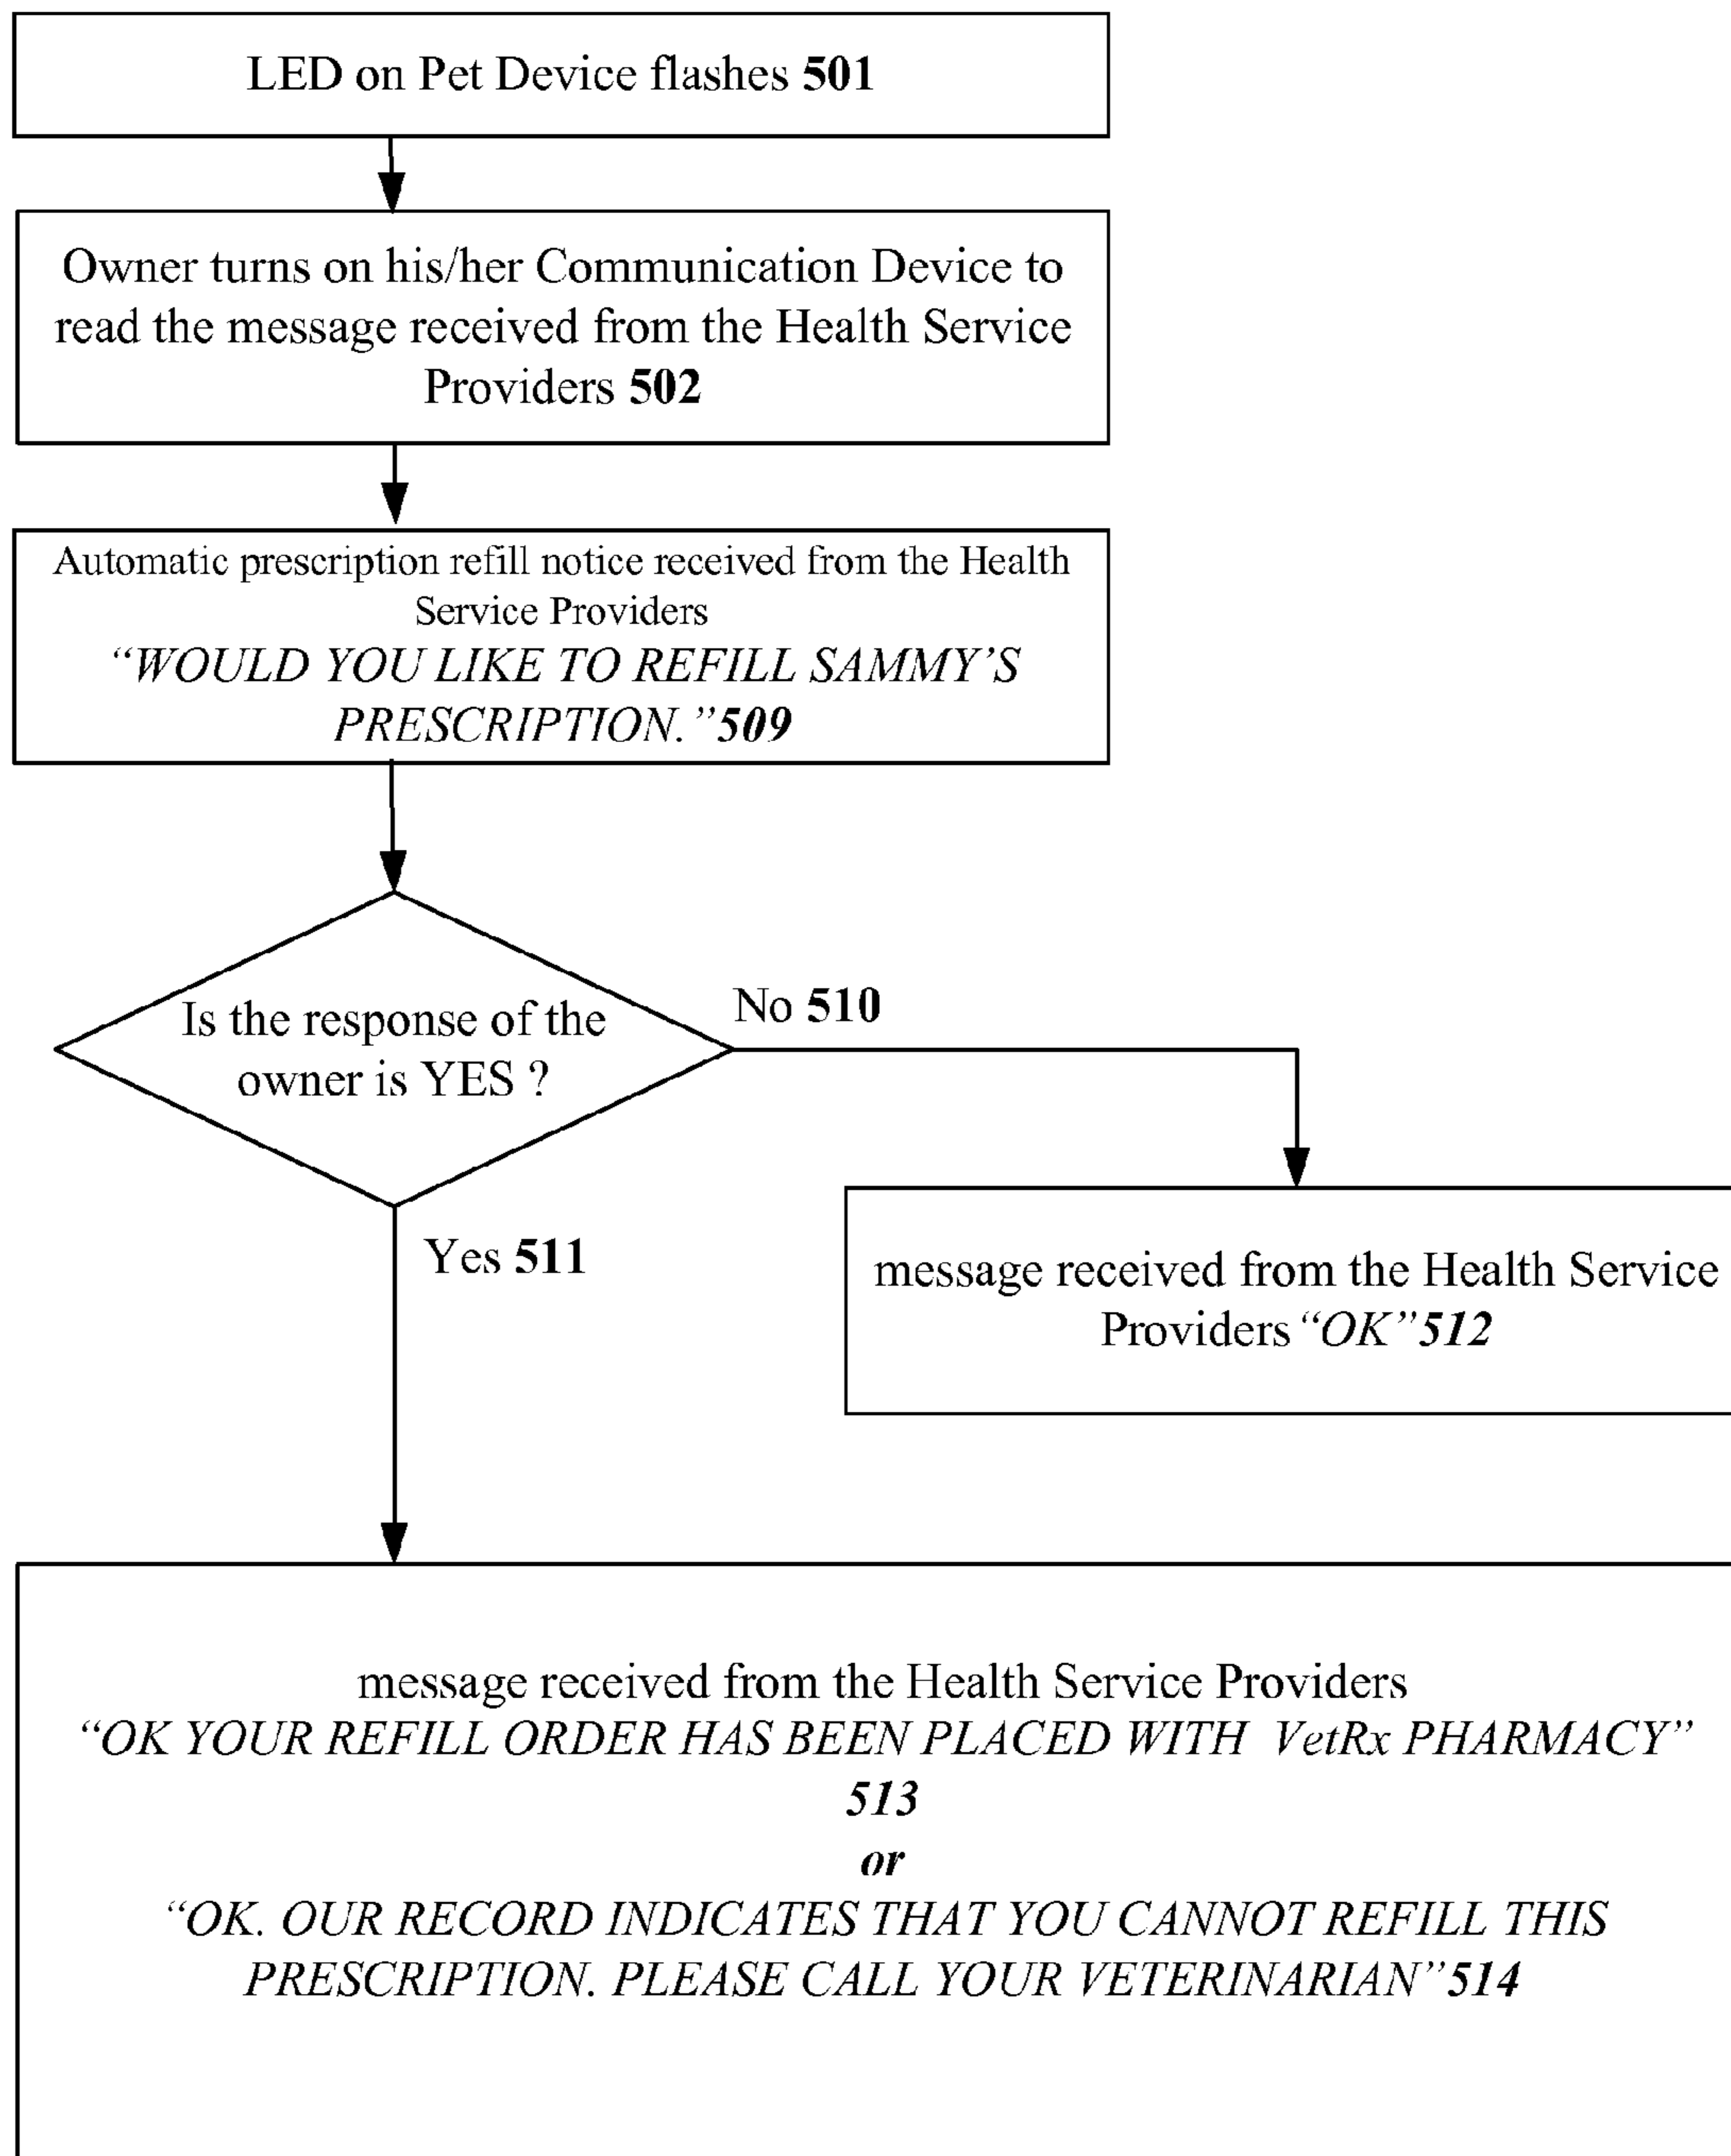 LED on Pet Device flashes 501
Owner turns on his/her Communication Device to
read the message received from the Health Service
Providers 502
Automatic prescription refill notice received from the Health
Service Providers
“WOULD YOU LIKE TO REFILL SAMMY’S
PRESCRIPTION.”509
Is the response of the
owner is YES ?
No 510
Yes 511
message received from the Health Service
Providers “OK”512
message received from the Health Service Providers
“OK YOUR REFILL ORDER HAS BEEN PLACED WITH VetRx PHARMACY”
513
or
“OK. OUR RECORD INDICATES THAT YOU CANNOT REFILL THIS
PRESCRIPTION. PLEASE CALL YOUR VETERINARIAN”514